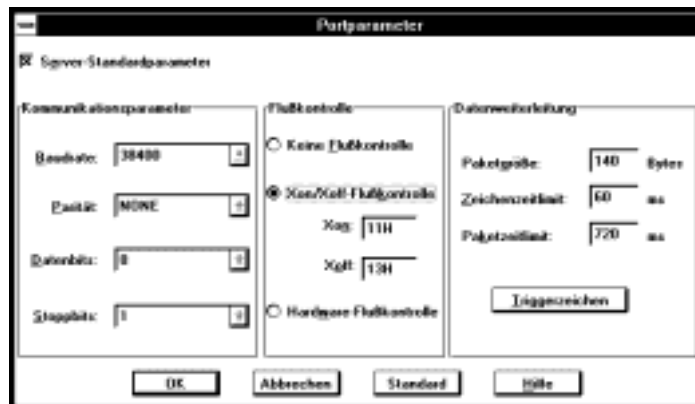 Portparameter
Server-Standardparameter
Kommunikationsparameter
Baudrate: 38400
Parität: NONE
Datenbits: 8
Stoppbits: 1
Flußkontrolle
Keine Flußkontrolle
Xon/Xoff-Flußkontrolle
Xon: 11H
Xoff: 13H
Hardware Flußkontrolle
Datenweiterleitung
Paketgröße: 140 Bytes
Zeichenzeitlimit: 60 ms
Paketzeitlimit: 720 ms
Triggerzeichen
OK Abbrechen Standard Hilfe